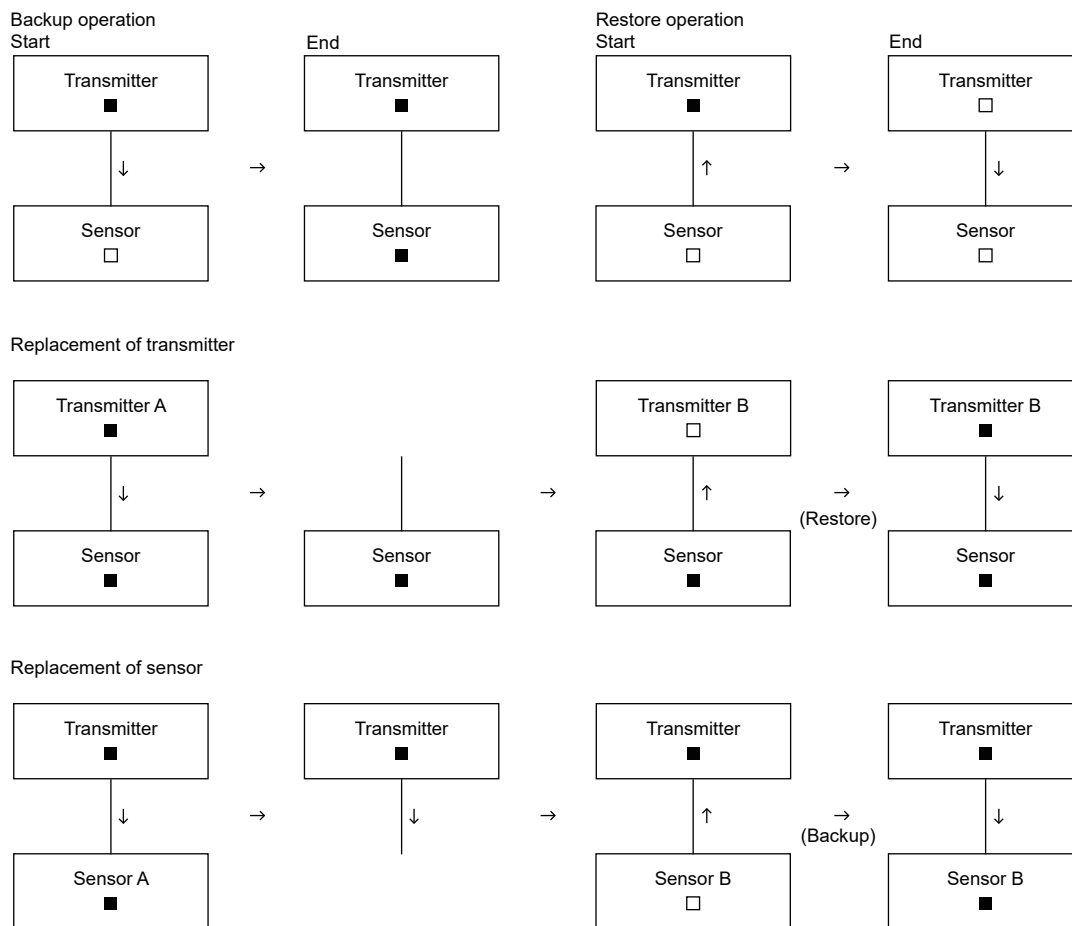 Backup operation
Start
End
Transmitter
Transmitter
Sensor
Sensor
Restore operation
Start
End
Transmitter
Transmitter
Sensor
Sensor
Replacement of transmitter
Transmitter A
Transmitter B
Transmitter B
(Restore)
Sensor
Sensor
Sensor
Sensor
Replacement of sensor
Transmitter
Transmitter
Transmitter
Transmitter
(Backup)
Sensor A
Sensor B
Sensor B